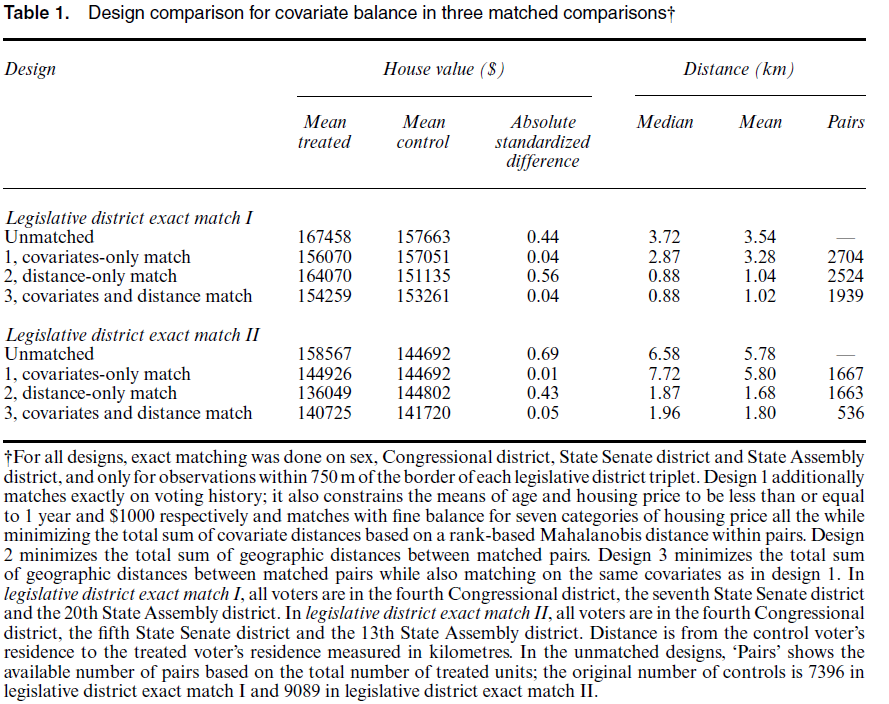 Table 1. Design comparison for covariate balance in three matched comparisons†
Design House value ($) Distance (km)
Mean treated Mean control Absolute standardized difference Median Mean Pairs
Legislative district exact match I
Unmatched 167458 157663 0.44 3.72 3.54 —
1, covariates-only match 156070 157051 0.04 2.87 3.28 2704
2, distance-only match 164070 151135 0.56 0.88 1.04 2524
3, covariates and distance match 154259 153261 0.04 0.88 1.02 1939
Legislative district exact match II
Unmatched 158567 144692 0.69 6.58 5.78 —
1, covariates-only match 144926 144692 0.01 7.72 5.80 1667
2, distance-only match 136049 144802 0.43 1.87 1.68 1663
3, covariates and distance match 140725 141720 0.05 1.96 1.80 536
†For all designs, exact matching was done on sex, Congressional district, State Senate district and State Assembly
district, and only for observations within 750 m of the border of each legislative district triplet. Design 1 additionally
matches exactly on voting history; it also constrains the means of age and housing price to be less than or equal
to 1 year and $1000 respectively and matches with fine balance for seven categories of housing price all the while
minimizing the total sum of covariate distances based on a rank-based Mahalanobis distance within pairs. Design
2 minimizes the total sum of geographic distances between matched pairs. Design 3 minimizes the total sum
of geographic distances between matched pairs while also matching on the same covariates as in design 1. In
legislative district exact match I, all voters are in the fourth Congressional district, the seventh State Senate district
and the 20th State Assembly district. In legislative district exact match II, all voters are in the fourth Congressional
district, the fifth State Senate district and the 13th State Assembly district. Distance is from the control voter's
residence to the treated voter's residence measured in kilometres. In the unmatched designs, 'Pairs' shows the
available number of pairs based on the total number of treated units; the original number of controls is 7396 in
legislative district exact match I and 9089 in legislative district exact match II.